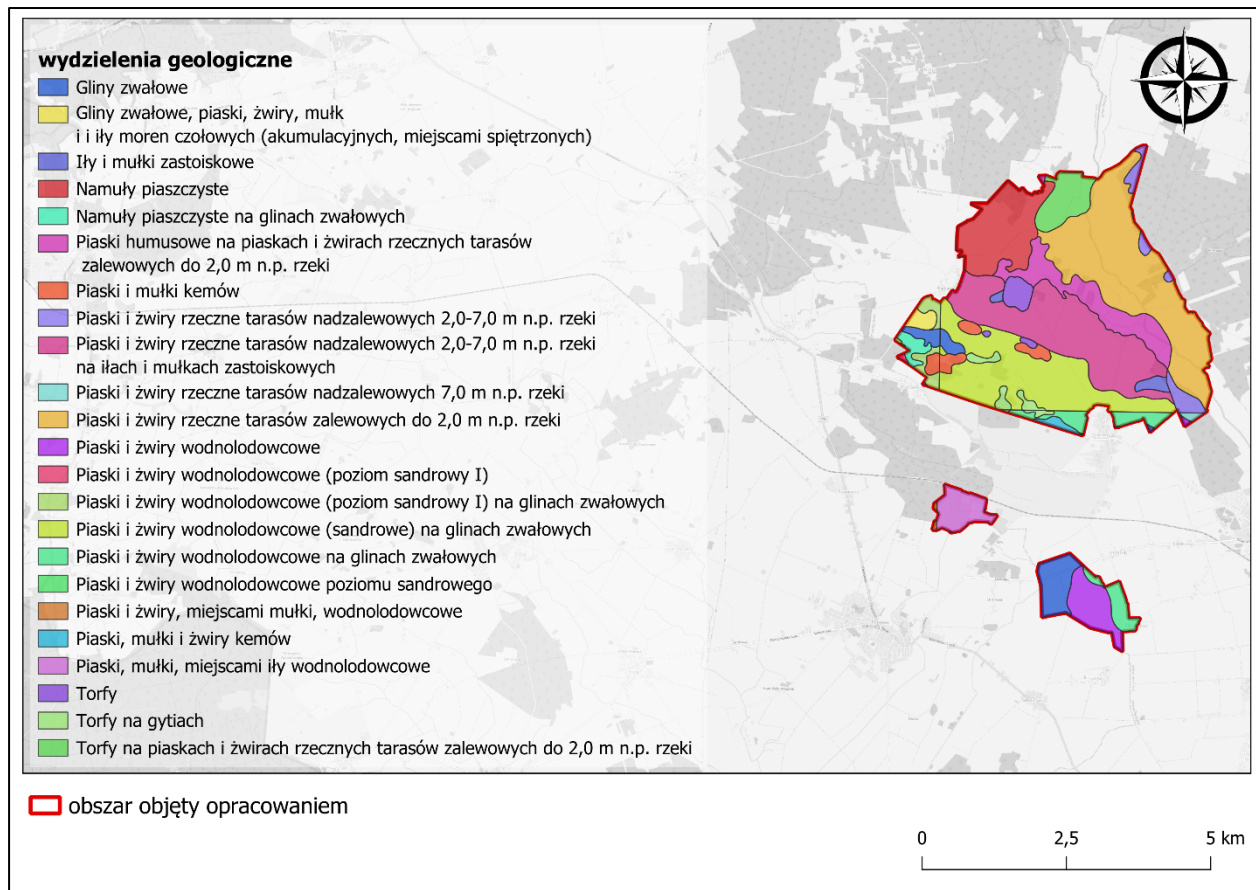 wydzielenia geologiczne
Gliny zwałowe
Gliny zwałowe, piaski, żwiry, mułk
i i iły moren czołowych (akumulacyjnych, miejscami spiętrzonych)
Iły i mułki zastoiskowe
Namuły piaszczyste
Namuły piaszczyste na glinach zwałowych
Piaski humusowe na piaskach i żwirach rzecznych tarasów
zalewowych do 2,0 m n.p. rzeki
Piaski i mułki kemów
Piaski i żwiry rzeczne tarasów nadzalewowych 2,0-7,0 m n.p. rzeki
Piaski i żwiry rzeczne tarasów nadzalewowych 2,0-7,0 m n.p. rzeki
na iłach i mułkach zastoiskowych
Piaski i żwiry rzeczne tarasów nadzalewowych 7,0 m n.p. rzeki
Piaski i żwiry rzeczne tarasów zalewowych do 2,0 m n.p. rzeki
Piaski i żwiry wodnolodowcowe
Piaski i żwiry wodnolodowcowe (poziom sandrowy I)
Piaski i żwiry wodnolodowcowe (poziom sandrowy I) na glinach zwałowych
Piaski i żwiry wodnolodowcowe (sandrowe) na glinach zwałowych
Piaski i żwiry wodnolodowcowe na glinach zwałowych
Piaski i żwiry wodnolodowcowe poziomu sandrowego
Piaski i żwiry, miejscami mułki, wodnolodowcowe
Piaski, mułki i żwiry kemów
Piaski, mułki, miejscami iły wodnolodowcowe
Torfy
Torfy na gytiach
Torfy na piaskach i żwirach rzecznych tarasów zalewowych do 2,0 m n.p. rzeki
obszar objęty opracowaniem
0 2,5 5 km